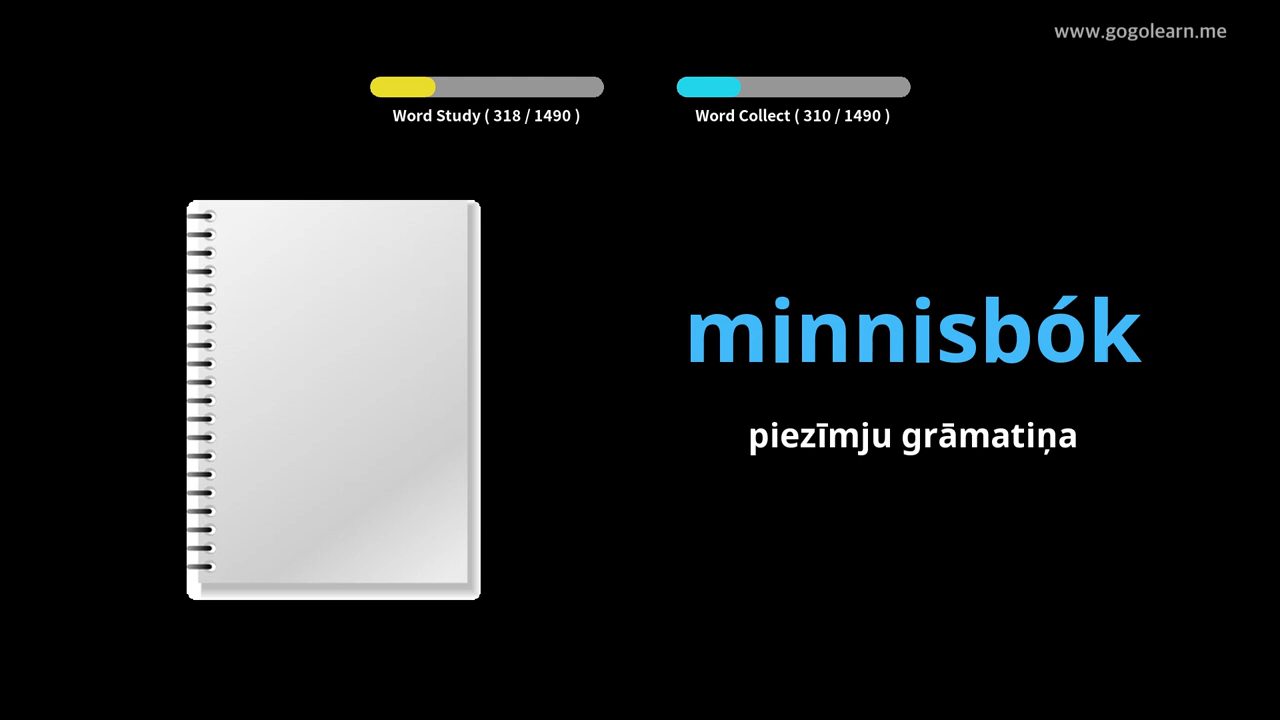 www.gogolearn.me
Word Study ( 318 / 1490 )
Word Collect ( 310 / 1490 )
minnisbók
piezīmju grāmatiņa